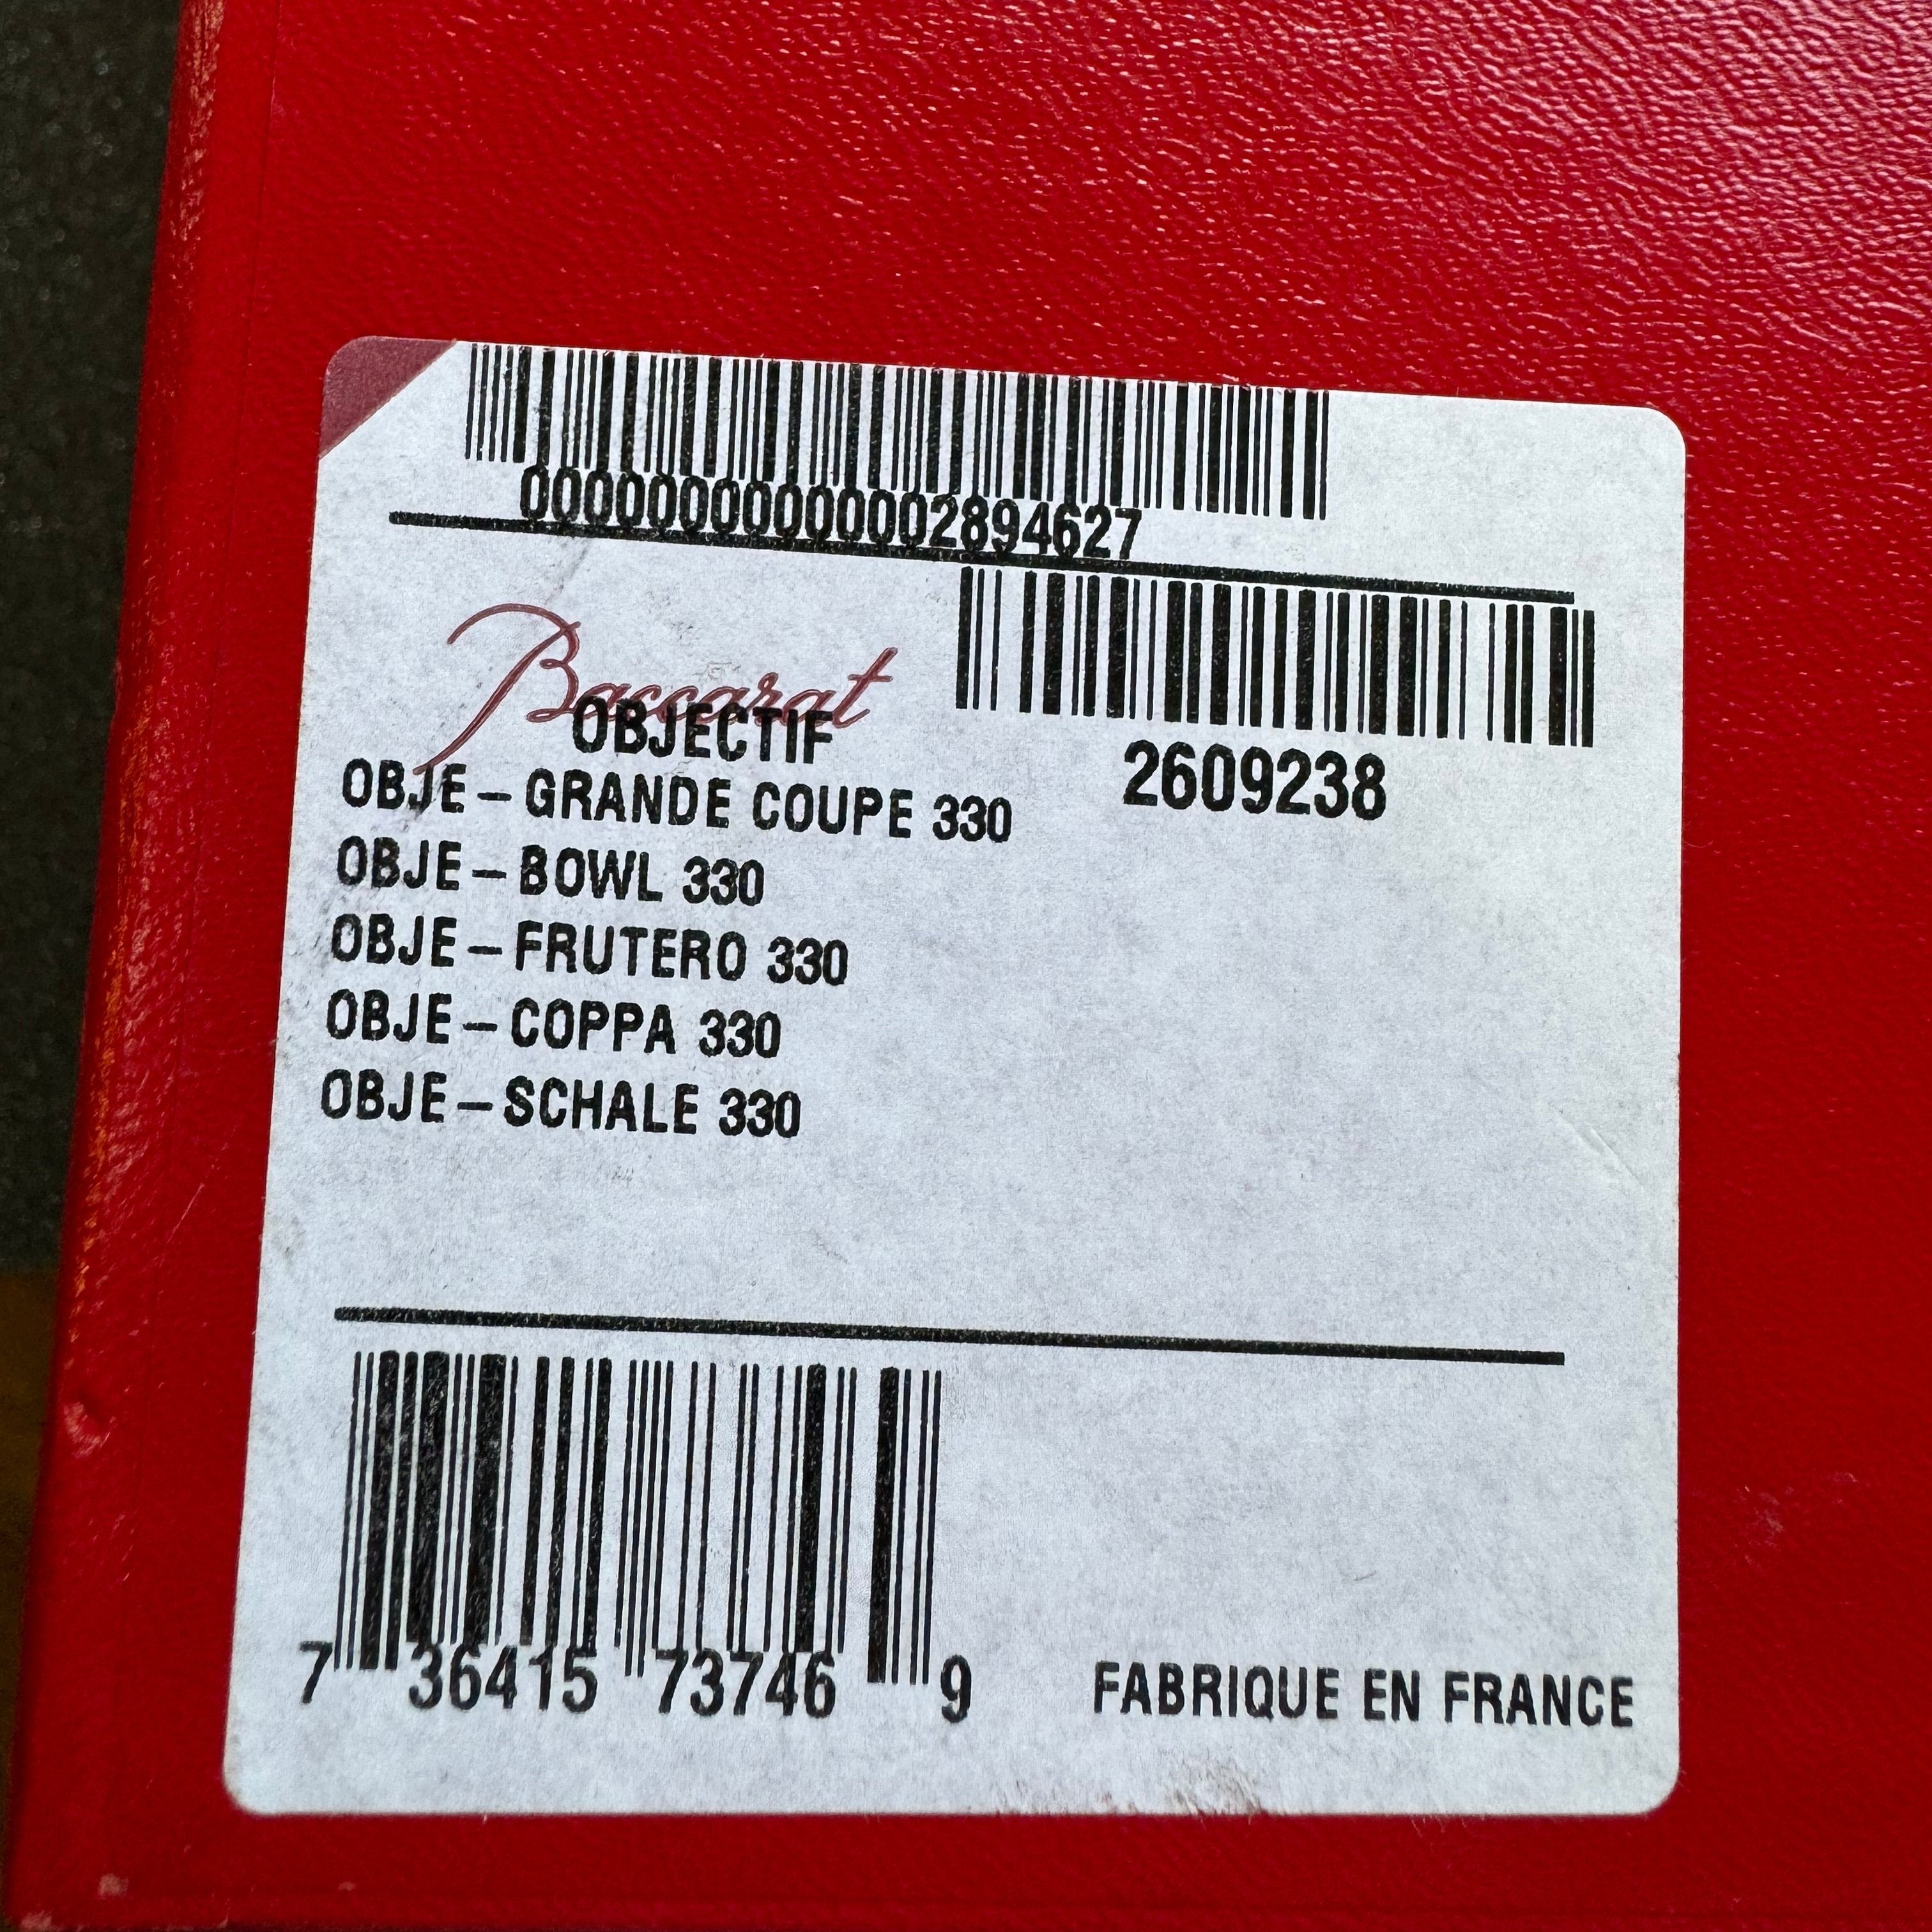 000000000000002894627
Baccarat
OBJECTIF
2609238
OBJE – GRANDE COUPE 330
OBJE – BOWL 330
OBJE – FRUTERO 330
OBJE – COPPA 330
OBJE – SCHALE 330
7 36415 73746 9
FABRIQUE EN FRANCE